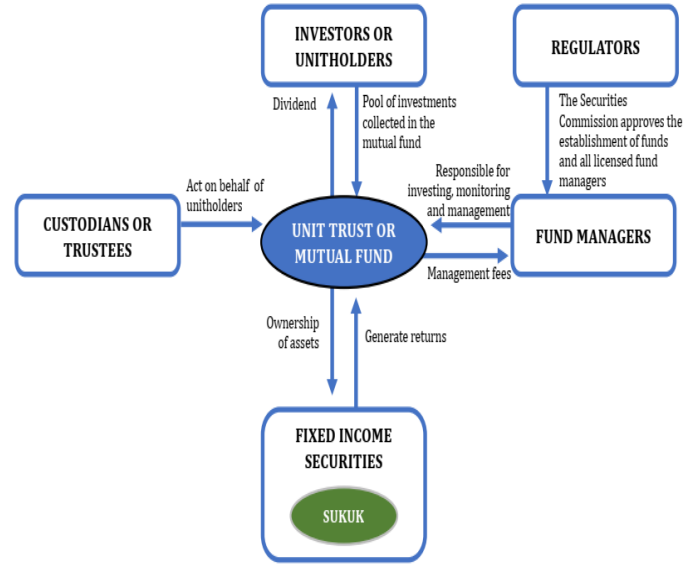 INVESTORS OR
UNITHOLDERS
REGULATORS
Dividend
Pool of investments
collected in the
mutual fund
The Securities
Commission approves the
establishment of funds
and all licensed fund
managers
Responsible for
investing, monitoring
and management
Act on behalf of
unitholders
CUSTODIANS OR
TRUSTEES
UNIT TRUST OR
MUTUAL FUND
FUND MANAGERS
Management fees
Ownership
of assets
Generate returns
FIXED INCOME
SECURITIES
SUKUK